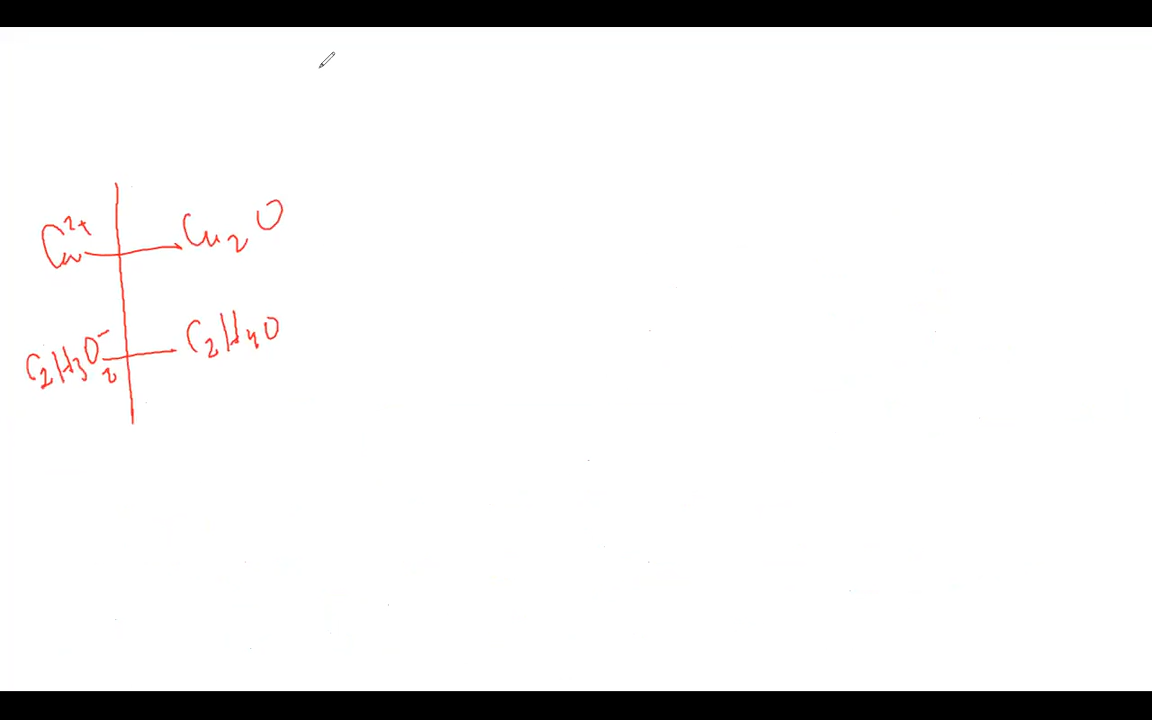 Cu²⁺ → Cu₂O
C₂H₃O₂⁻ → C₂H₄O